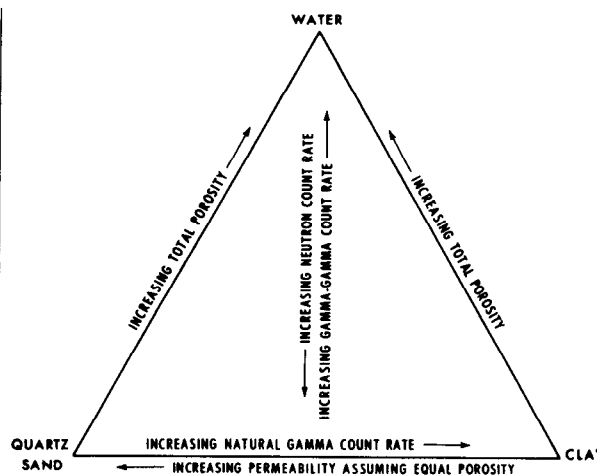 WATER
INCREASING TOTAL POROSITY
INCREASING NEUTRON COUNT RATE
INCREASING GAMMA-GAMMA COUNT RATE
INCREASING TOTAL POROSITY
QUARTZ
SAND
INCREASING NATURAL GAMMA COUNT RATE
CLA
INCREASING PERMEABILITY ASSUMING EQUAL POROSITY